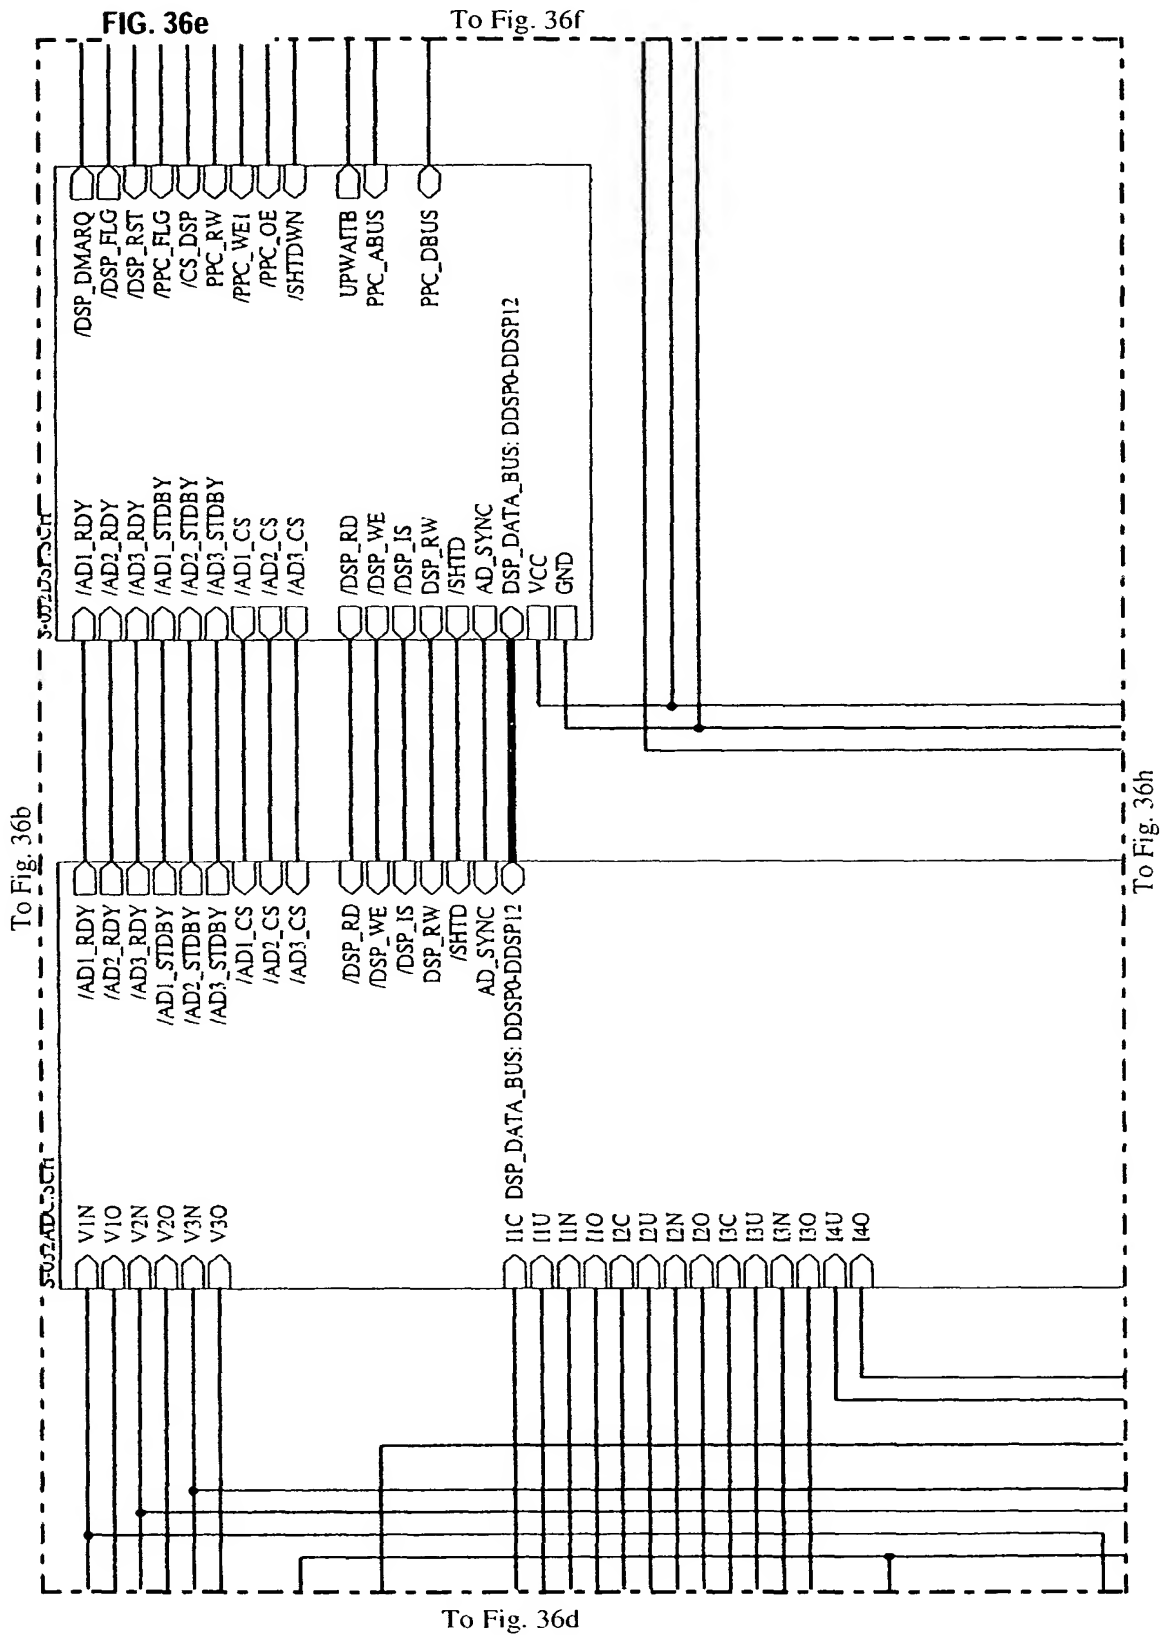 FIG. 36e
To Fig. 36f
/DSP_DMARQ
/DSP_FLG
/DSP_RST
/PPC_FLG
/CS_DSP
PPC_RW
/PPC_WE1
/PPC_OE
/SHTDWN
UPWAITB
PPC_ABUS
PPC_DBUS
S-032DSP.SCH
/AD1_RDY
/AD2_RDY
/AD3_RDY
/AD1_STDBY
/AD2_STDBY
/AD3_STDBY
/AD1_CS
/AD2_CS
/AD3_CS
/DSP_RD
/DSP_WE
/DSP_IS
DSP_RW
/SHTD
AD_SYNC
DSP_DATA_BUS: DDSP0-DDSP12
VCC
GND
To Fig. 36b
To Fig. 36h
/AD1_RDY
/AD2_RDY
/AD3_RDY
/AD1_STDBY
/AD2_STDBY
/AD3_STDBY
/AD1_CS
/AD2_CS
/AD3_CS
/DSP_RD
/DSP_WE
/DSP_IS
DSP_RW
/SHTD
AD_SYNC
DSP_DATA_BUS: DDSP0-DDSP12
S-032ADC.SCH
V1N
V1O
V2N
V2O
V3N
V3O
I1C
I1U
I1N
I1O
I2C
I2U
I2N
I2O
I3C
I3U
I3N
I3O
I4U
I4O
To Fig. 36d